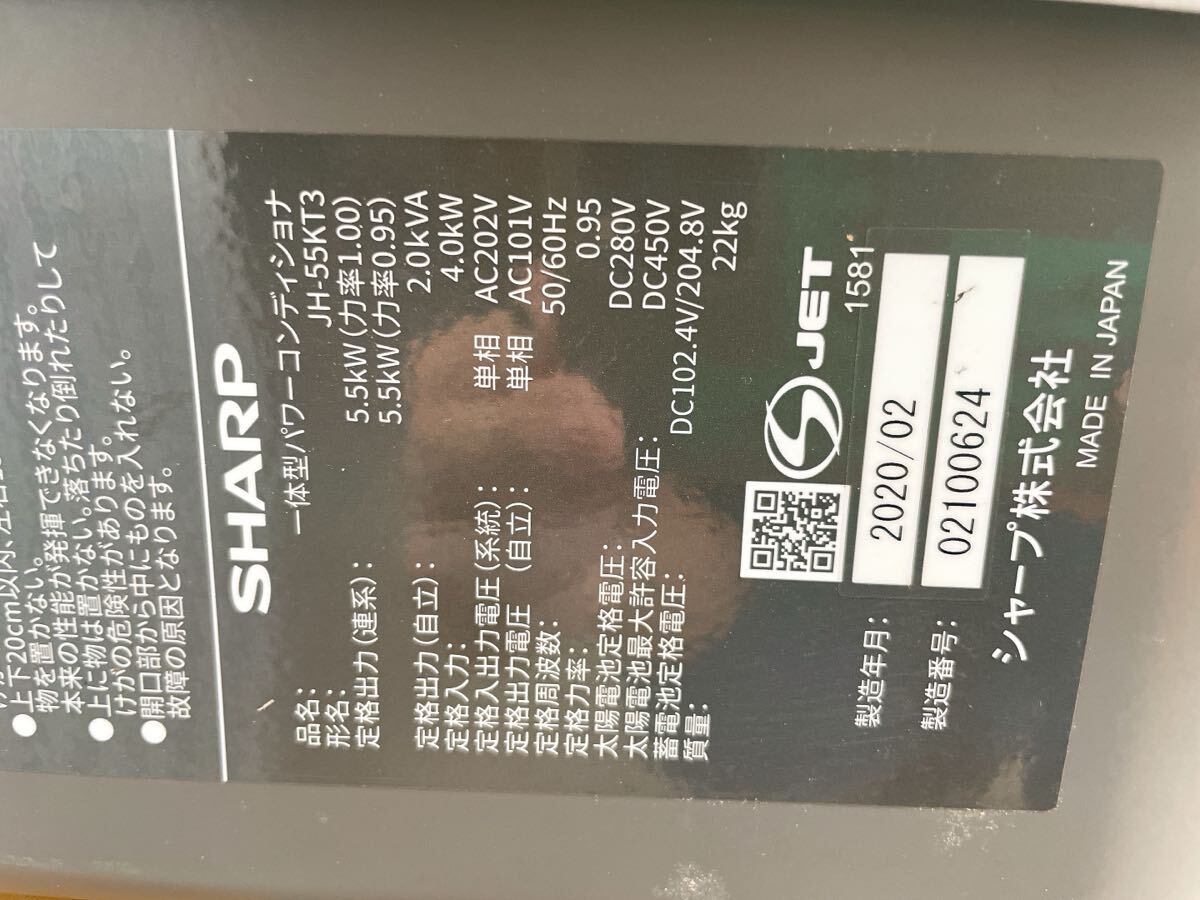 ●上下20cm以内、左右
物を置かない。
本来の性能が発揮できなくなります。
●上に物は置かない。落ちたり倒れたりして
けがの危険性があります。
●開口部から中にものを入れない。
故障の原因となります。
SHARP
品名: 一体型パワーコンディショナ
形名: JH-55KT3
定格出力(連系): 5.5kW(力率1.00)
5.5kW(力率0.95)
定格出力(自立): 2.0kVA
定格入力: 4.0kW
定格入出力電圧(系統): 単相 AC202V
定格出力電圧 (自立): 単相 AC101V
定格周波数: 50/60Hz
定格力率: 0.95
太陽電池定格電圧: DC280V
太陽電池最大許容入力電圧: DC450V
蓄電池定格電圧: DC102.4V/204.8V
質量: 22kg
JET
1581
製造年月: 2020/02
製造番号: 02100624
シャープ株式会社
MADE IN JAPAN